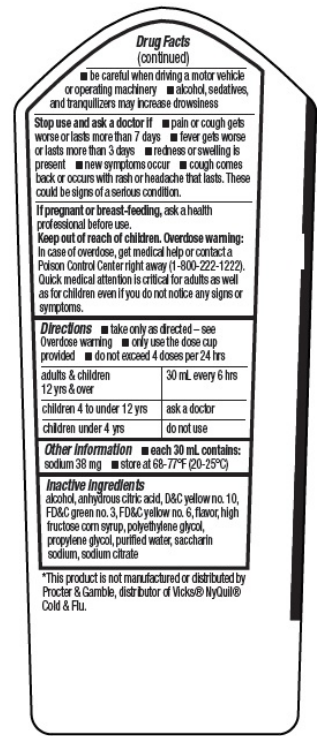 Drug Facts
(continued)
■ be careful when driving a motor vehicle
or operating machinery ■ alcohol, sedatives,
and tranquilizers may increase drowsiness
Stop use and ask a doctor if ■ pain or cough gets
worse or lasts more than 7 days ■ fever gets worse
or lasts more than 3 days ■ redness or swelling is
present ■ new symptoms occur ■ cough comes
back or occurs with rash or headache that lasts. These
could be signs of a serious condition.
If pregnant or breast-feeding, ask a health
professional before use.
Keep out of reach of children. Overdose warning:
In case of overdose, get medical help or contact a
Poison Control Center right away (1-800-222-1222).
Quick medical attention is critical for adults as well
as for children even if you do not notice any signs or
symptoms.
Directions ■ take only as directed – see
Overdose warning ■ only use the dose cup
provided ■ do not exceed 4 doses per 24 hrs
adults & children 30 mL every 6 hrs
12 yrs & over
children 4 to under 12 yrs ask a doctor
children under 4 yrs do not use
Other information ■ each 30 mL contains:
sodium 38 mg ■ store at 68-77°F (20-25°C)
Inactive ingredients
alcohol, anhydrous citric acid, D&C yellow no. 10,
FD&C green no. 3, FD&C yellow no. 6, flavor, high
fructose corn syrup, polyethylene glycol,
propylene glycol, purified water, saccharin
sodium, sodium citrate
*This product is not manufactured or distributed by
Procter & Gamble, distributor of Vicks® NyQuil®
Cold & Flu.